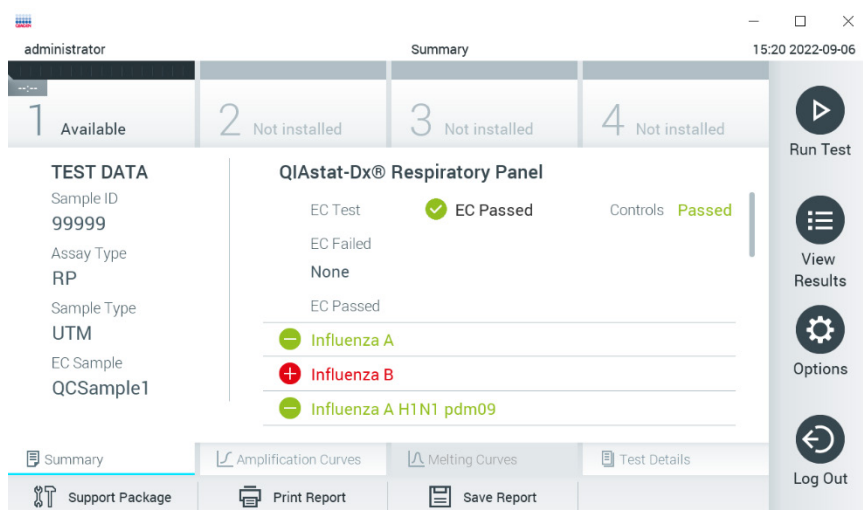 QIAGEN
administrator Summary 15:20 2022-09-06
--:--
1 Available 2 Not installed 3 Not installed 4 Not installed
Run Test
TEST DATA QIAstat-Dx® Respiratory Panel
Sample ID
99999
EC Test EC Passed Controls Passed
Assay Type
RP
EC Failed
None
Sample Type
UTM
EC Passed
Influenza A
EC Sample
QCSample1
Influenza B
Influenza A H1N1 pdm09
View
Results
Options
Log Out
Summary Amplification Curves Melting Curves Test Details
Support Package Print Report Save Report